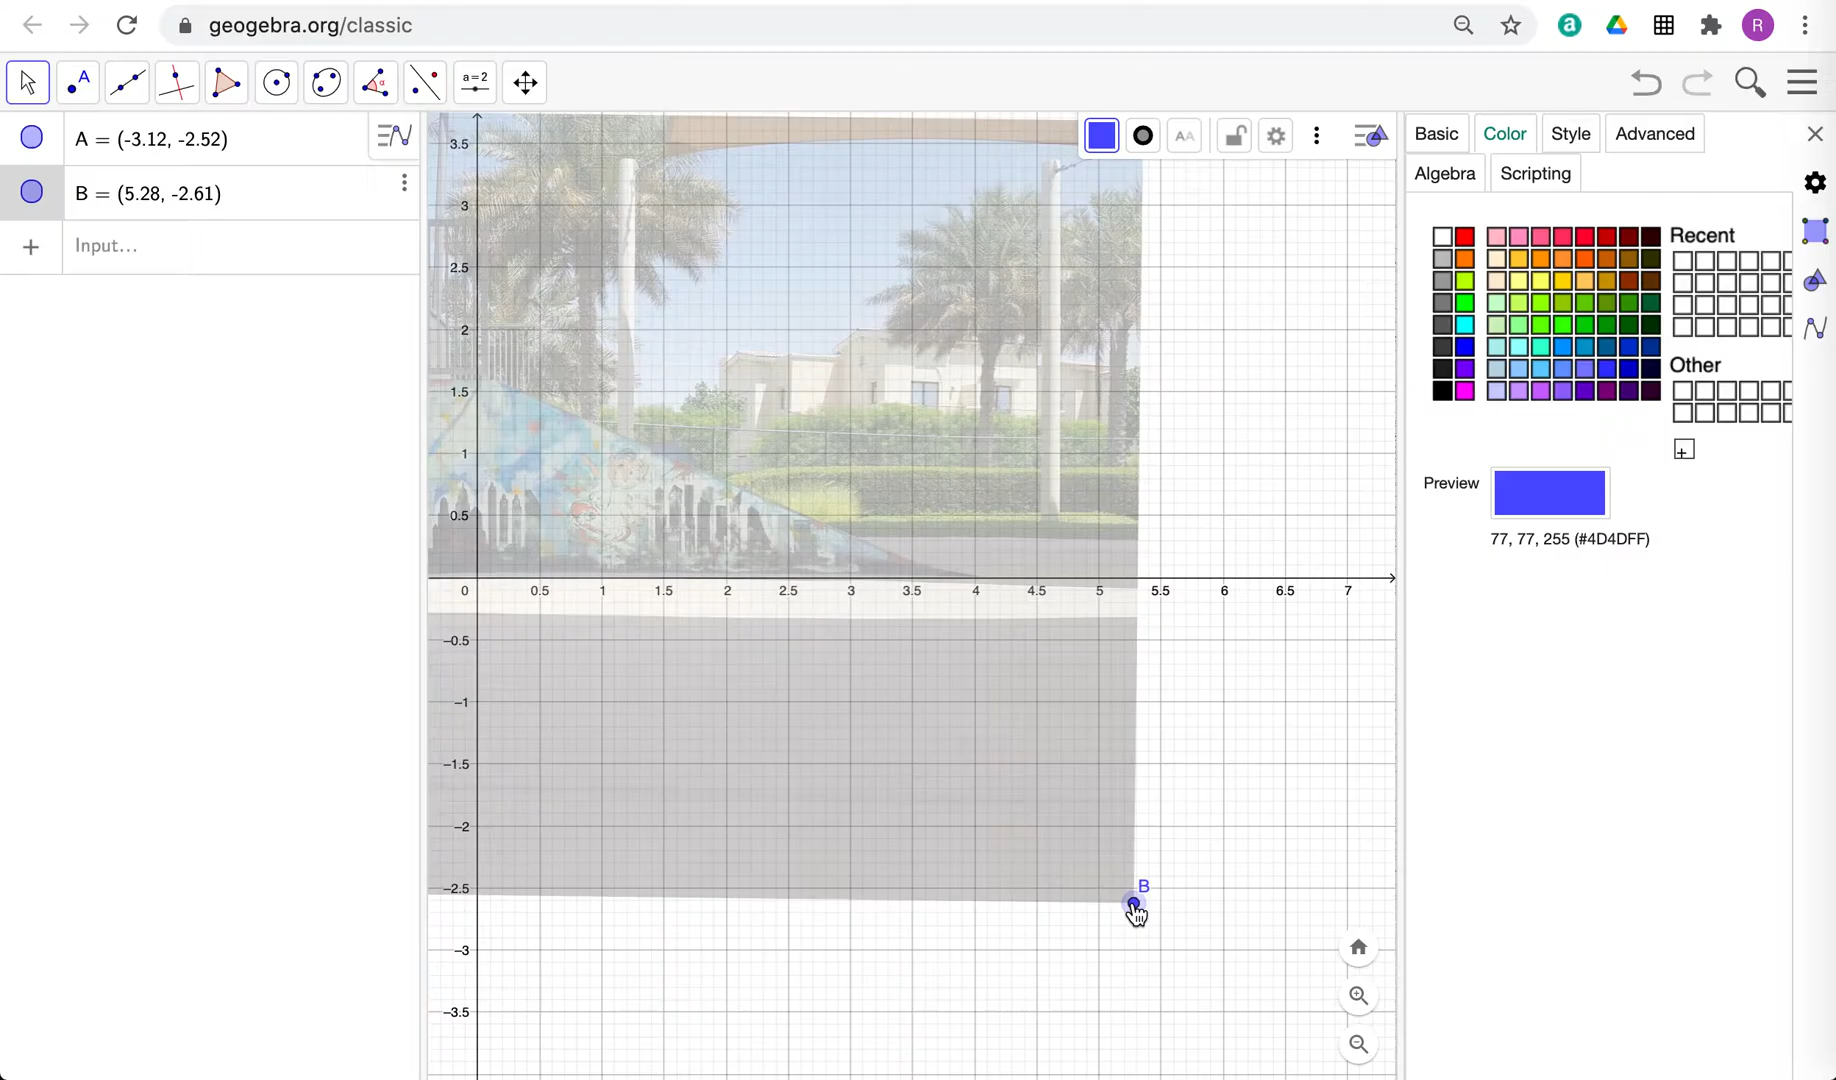 geogebra.org/classic
R
A
a=2
A = (-3.12, -2.52)
B = (5.28, -2.61)
+ Input...
AA
Basic Color Style Advanced
Algebra Scripting
Recent
Other
+
Preview
77, 77, 255 (#4D4DFF)
3.5
3
2.5
2
1.5
1
0.5
0 0.5 1 1.5 2 2.5 3 3.5 4 4.5 5 5.5 6 6.5 7
–0.5
–1
–1.5
–2
–2.5
B
–3
–3.5